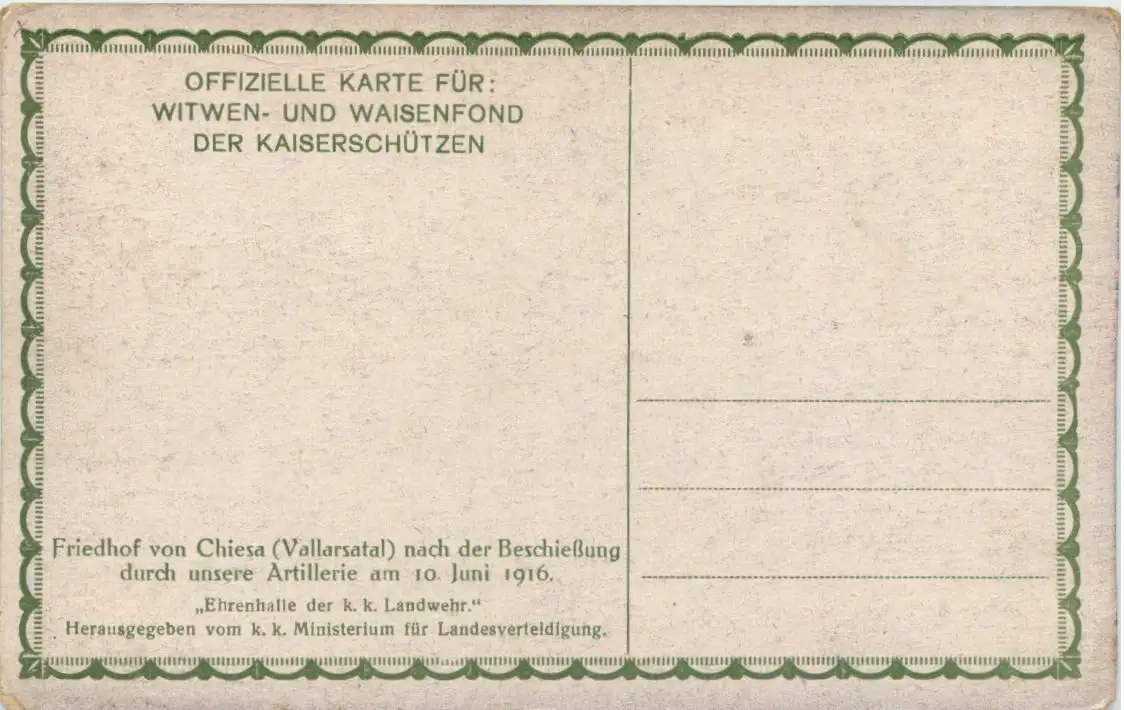 OFFIZIELLE KARTE FÜR:
WITWEN- UND WAISENFOND
DER KAISERSCHÜTZEN
Friedhof von Chiesa (Vallarsatal) nach der Beschießung
durch unsere Artillerie am 10. Juni 1916.
„Ehrenhalle der k. k. Landwehr.“
Herausgegeben vom k. k. Ministerium für Landesverteidigung.